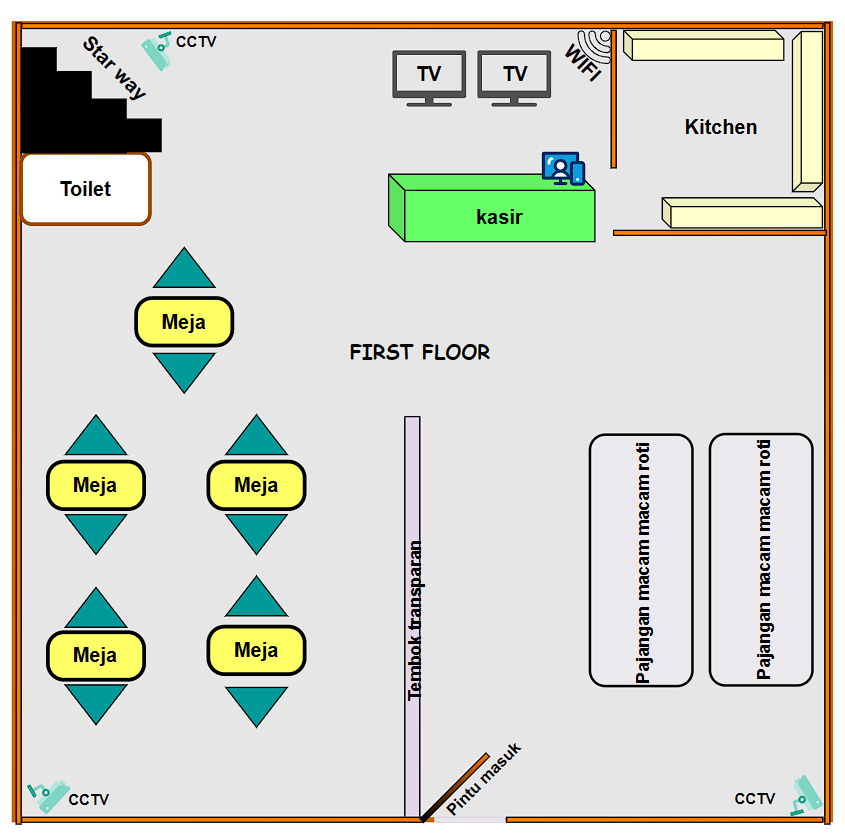 CCTV
Star way
TV
TV
WIFI
Kitchen
Toilet
kasir
Meja
FIRST FLOOR
Meja
Meja
Pajangan macam macam roti
Pajangan macam macam roti
Tembok transparan
Meja
Meja
Pintu masuk
CCTV
CCTV